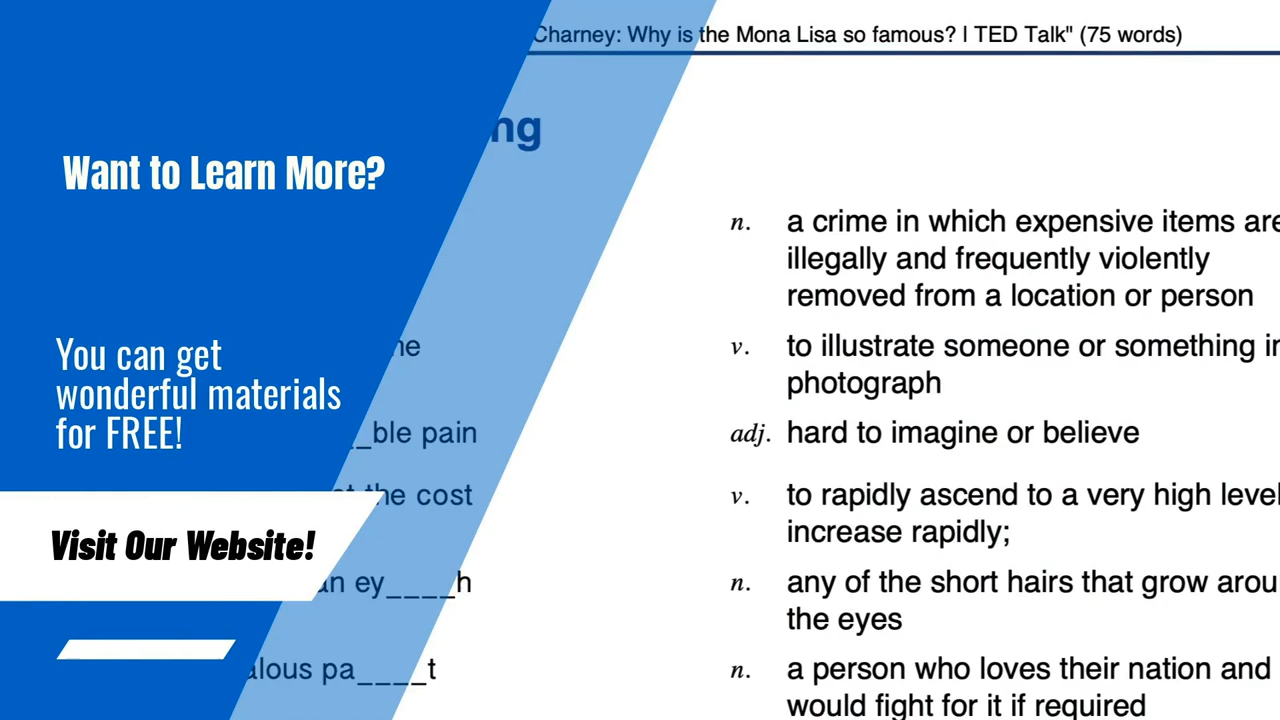 Charney: Why is the Mona Lisa so famous? | TED Talk" (75 words)
ng
Want to Learn More?
You can get
wonderful materials
for FREE!
Visit Our Website!
n. a crime in which expensive items are
illegally and frequently violently
removed from a location or person
ne
v. to illustrate someone or something in
photograph
_ble pain
adj. hard to imagine or believe
the cost
v. to rapidly ascend to a very high level
increase rapidly;
an ey____h
n. any of the short hairs that grow arou
the eyes
alous pa____t
n. a person who loves their nation and
would fight for it if required